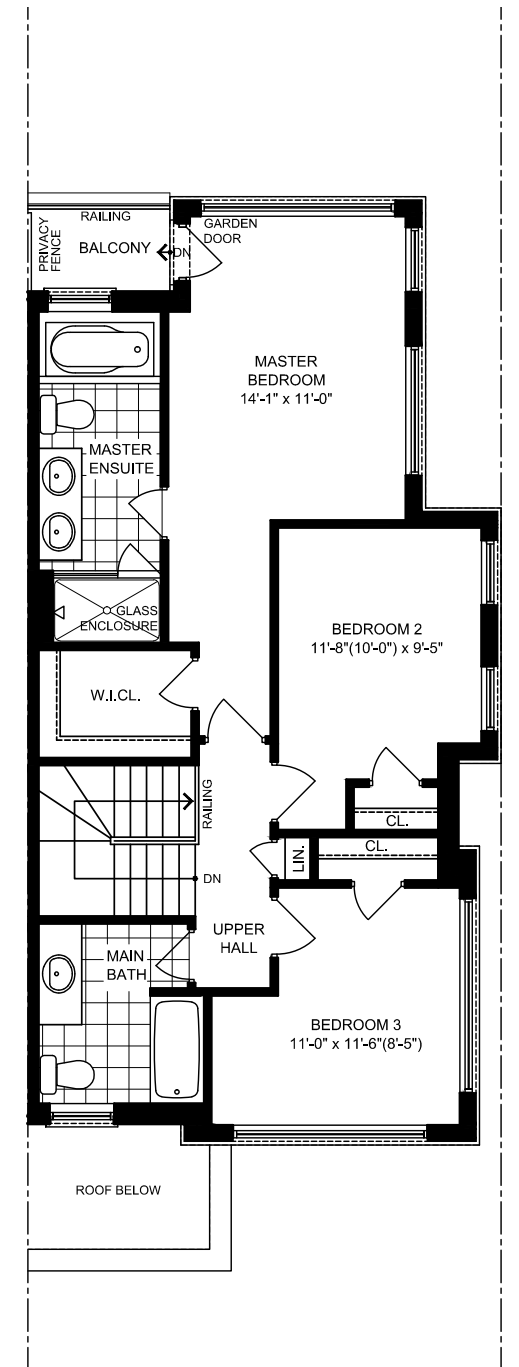 RAILING
PRIVACY
FENCE
BALCONY
DN
GARDEN
DOOR
MASTER
BEDROOM
14'-1" x 11'-0"
MASTER
ENSUITE
GLASS
ENCLOSURE
BEDROOM 2
11'-8"(10'-0") x 9'-5"
W.I.CL.
RAILING
CL.
CL.
LIN.
DN
UPPER
HALL
MAIN
BATH
BEDROOM 3
11'-0" x 11'-6"(8'-5")
ROOF BELOW